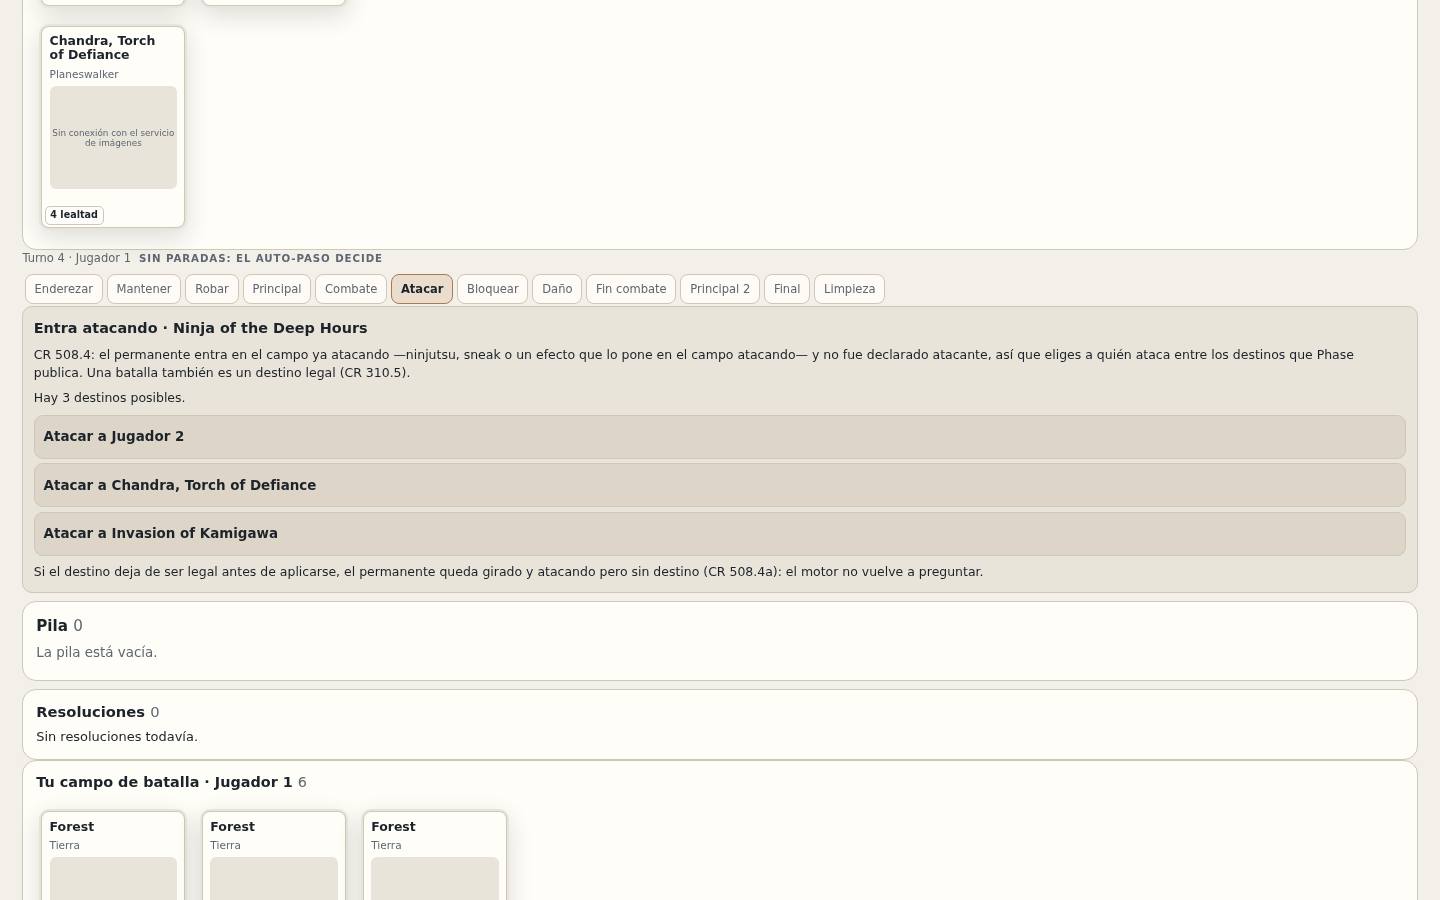 Chandra, Torch
of Defiance
Planeswalker
Sin conexión con el servicio
de imágenes
4 lealtad
Turno 4 · Jugador 1 SIN PARADAS: EL AUTO-PASO DECIDE
Enderezar Mantener Robar Principal Combate Atacar Bloquear Daño Fin combate Principal 2 Final Limpieza
Entra atacando · Ninja of the Deep Hours
CR 508.4: el permanente entra en el campo ya atacando —ninjutsu, sneak o un efecto que lo pone en el campo atacando— y no fue declarado atacante, así que eliges a quién ataca entre los destinos que Phase
publica. Una batalla también es un destino legal (CR 310.5).
Hay 3 destinos posibles.
Atacar a Jugador 2
Atacar a Chandra, Torch of Defiance
Atacar a Invasion of Kamigawa
Si el destino deja de ser legal antes de aplicarse, el permanente queda girado y atacando pero sin destino (CR 508.4a): el motor no vuelve a preguntar.
Pila 0
La pila está vacía.
Resoluciones 0
Sin resoluciones todavía.
Tu campo de batalla · Jugador 1 6
Forest Forest Forest
Tierra Tierra Tierra